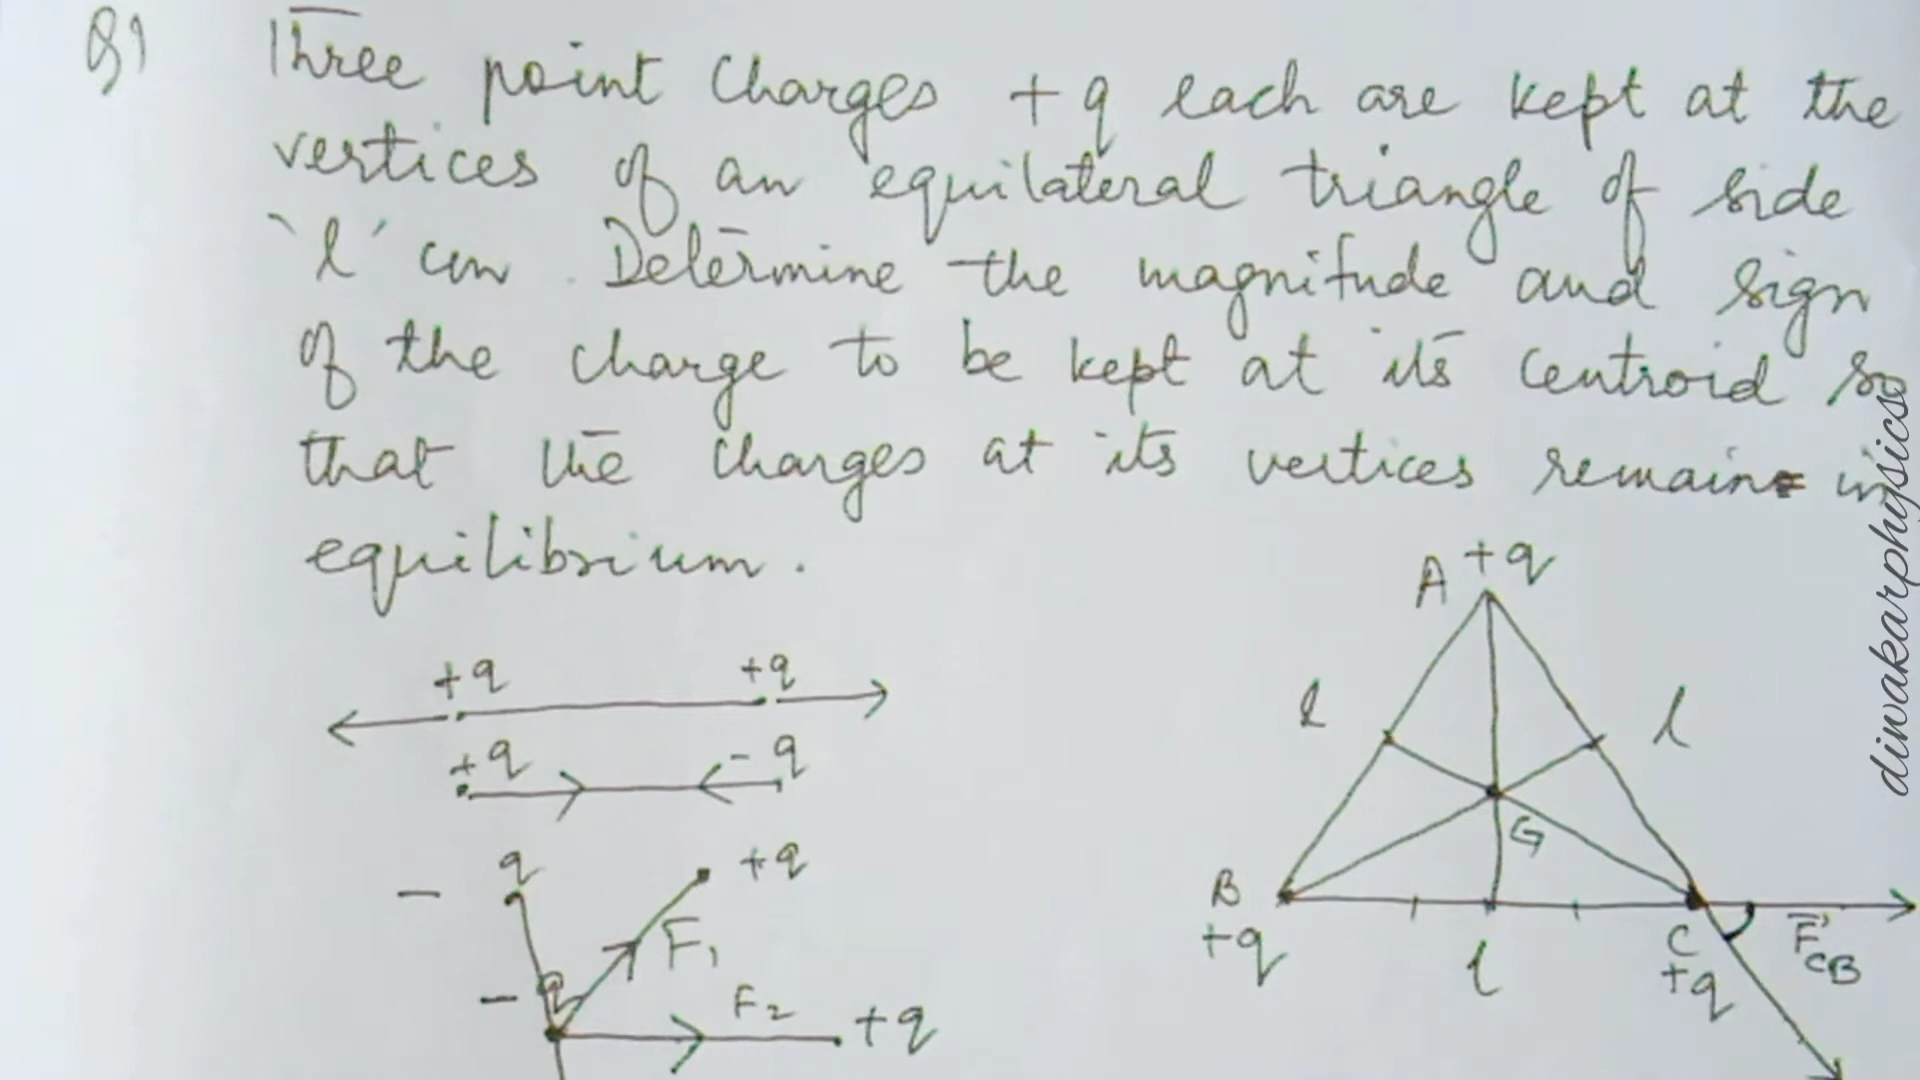 Q1 Three point Charges +q each are kept at the
vertices of an equilateral triangle of side
`l´ cm. Determine the magnitude and sign
of the charge to be kept at its centroid so
that the charges at its vertices remain in
equilibrium.
A +q
+q +q
l l
+q - q
G
- q +q
B C
+q l +q
F₁
F⃗CB
- q F₂ +q
diwakarphysics